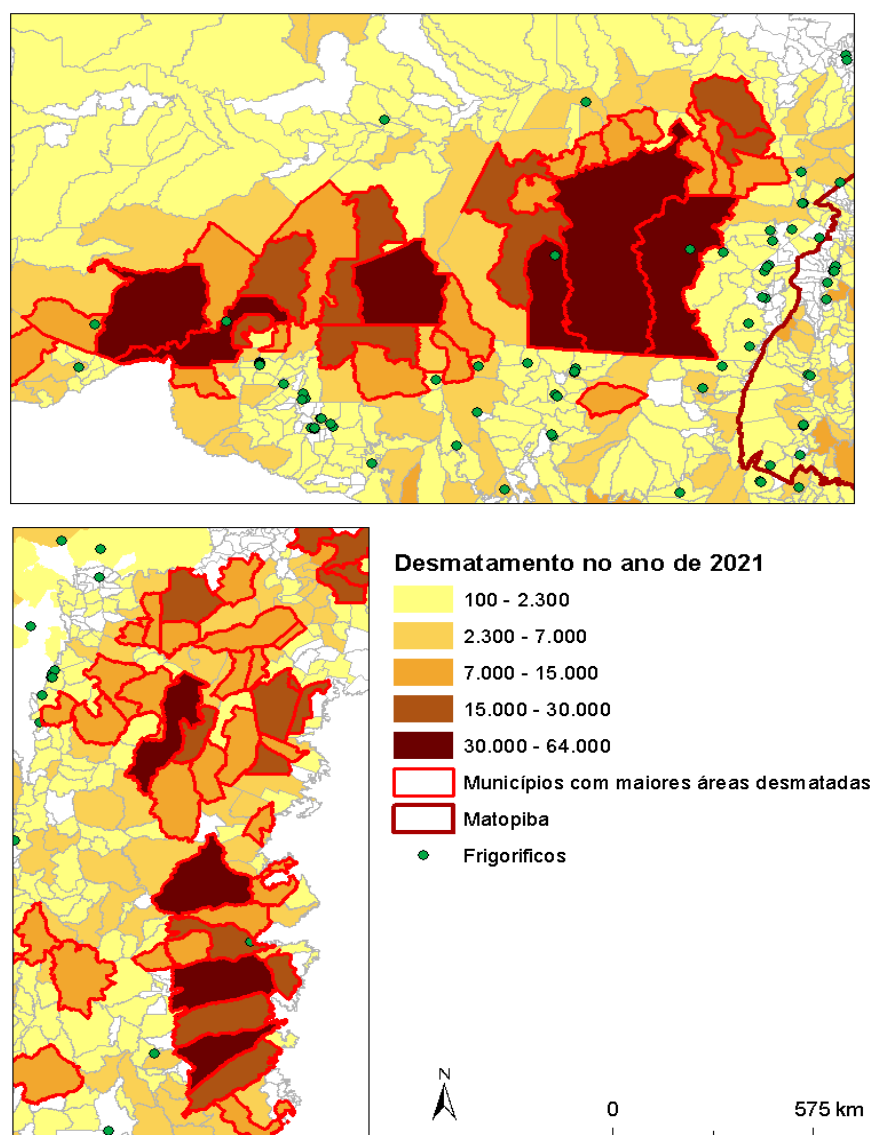 Desmatamento no ano de 2021
100 - 2.300
2.300 - 7.000
7.000 - 15.000
15.000 - 30.000
30.000 - 64.000
Municípios com maiores áreas desmatadas
Matopiba
Frigorificos
N
0 575 km